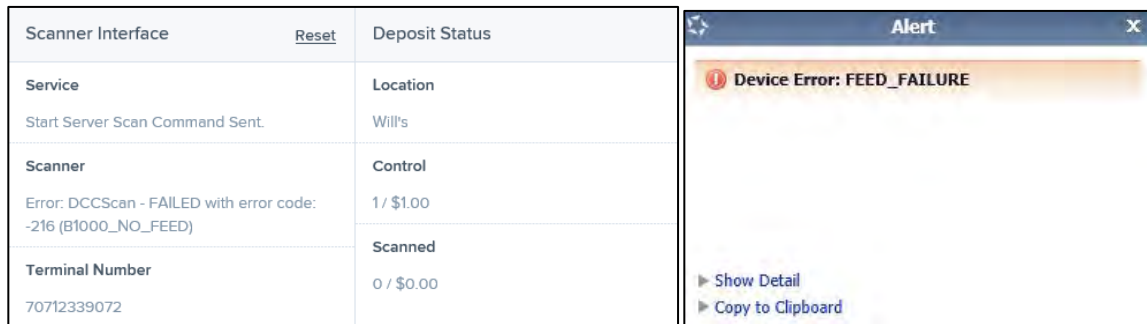 Scanner Interface Reset
Service
Start Server Scan Command Sent.
Scanner
Error: DCCScan - FAILED with error code:
-216 (B1000_NO_FEED)
Terminal Number
70712339072
Deposit Status
Location
Will's
Control
1 / $1.00
Scanned
0 / $0.00
Alert X
Device Error: FEED_FAILURE
Show Detail
Copy to Clipboard